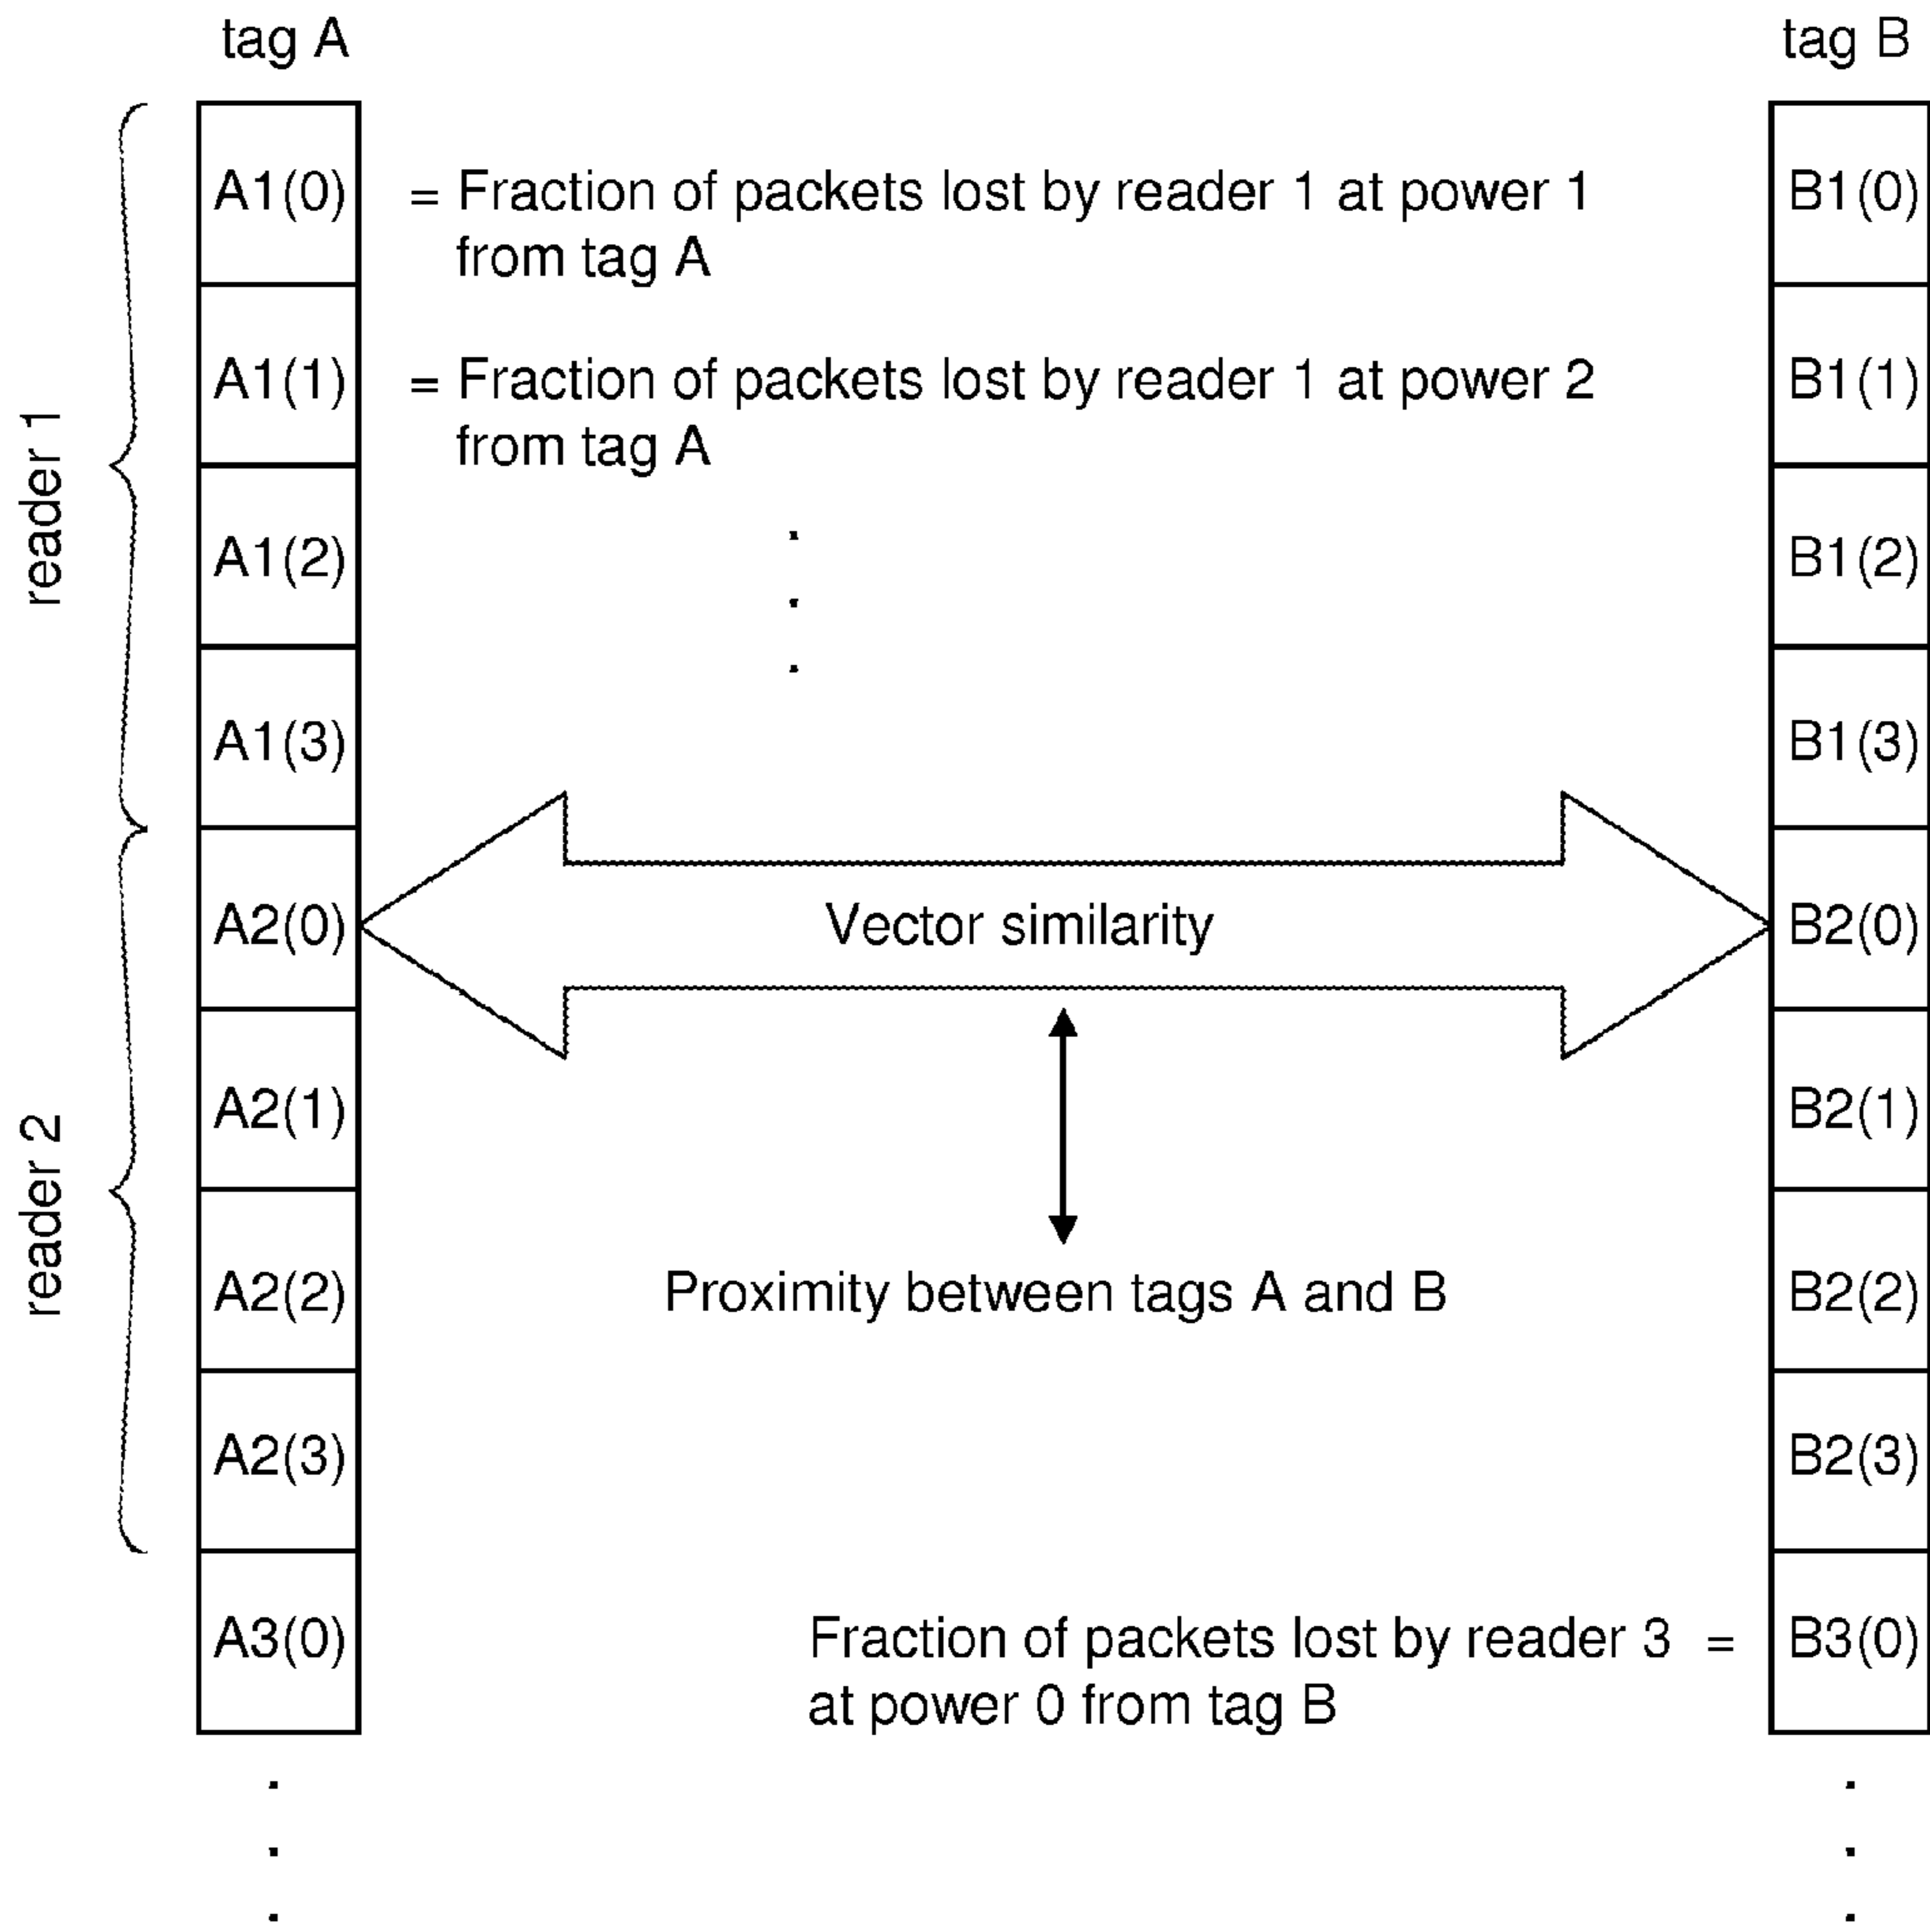 tag A
tag B
reader 1
reader 2
A1(0)
= Fraction of packets lost by reader 1 at power 1
from tag A
A1(1)
= Fraction of packets lost by reader 1 at power 2
from tag A
A1(2)
A1(3)
A2(0)
A2(1)
A2(2)
A2(3)
A3(0)
Vector similarity
Proximity between tags A and B
Fraction of packets lost by reader 3 =
at power 0 from tag B
B1(0)
B1(1)
B1(2)
B1(3)
B2(0)
B2(1)
B2(2)
B2(3)
B3(0)